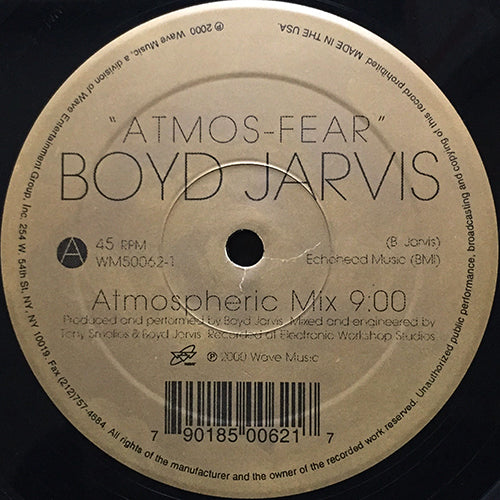 "ATMOS-FEAR"
BOYD JARVIS
A
45 RPM
WM50062-1
(B. Jarvis)
Echohead Music (BMI)
Atmospheric Mix 9:00
Produced and performed by Boyd Jarvis. Mixed and engineered by
Tony Smalios & Boyd Jarvis. Recorded at Electronic Workshop Studios.
℗ 2000 Wave Music
7 90185 00621 7
℗ 2000 Wave Music, a division of Wave Entertainment Group, Inc. 254 W. 54th St, NY, NY 10019. Fax (212)757-4584. All rights of the manufacturer and the owner of the recorded work reserved. Unauthorized public performance, broadcasting and copying of this record prohibited. MADE IN THE USA.